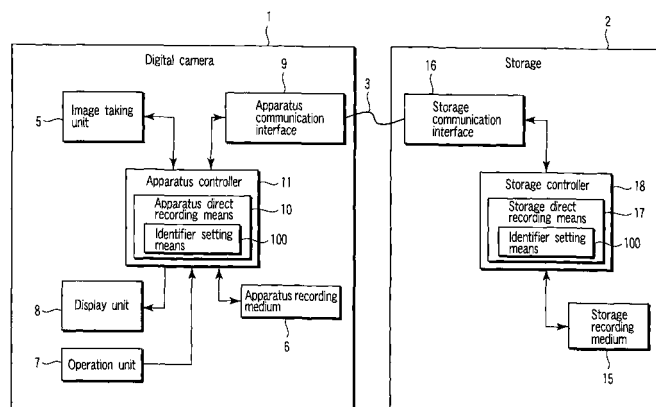 1
Digital camera
9
Image taking
unit
5
Apparatus
communication
interface
3
Apparatus controller
11
Apparatus direct
recording means
10
Identifier setting
means
100
Display unit
8
Apparatus recording
medium
6
Operation unit
7
2
Storage
16
Storage
communication
interface
Storage controller
18
Storage direct
recording means
17
Identifier setting
means
100
Storage
recording
medium
15